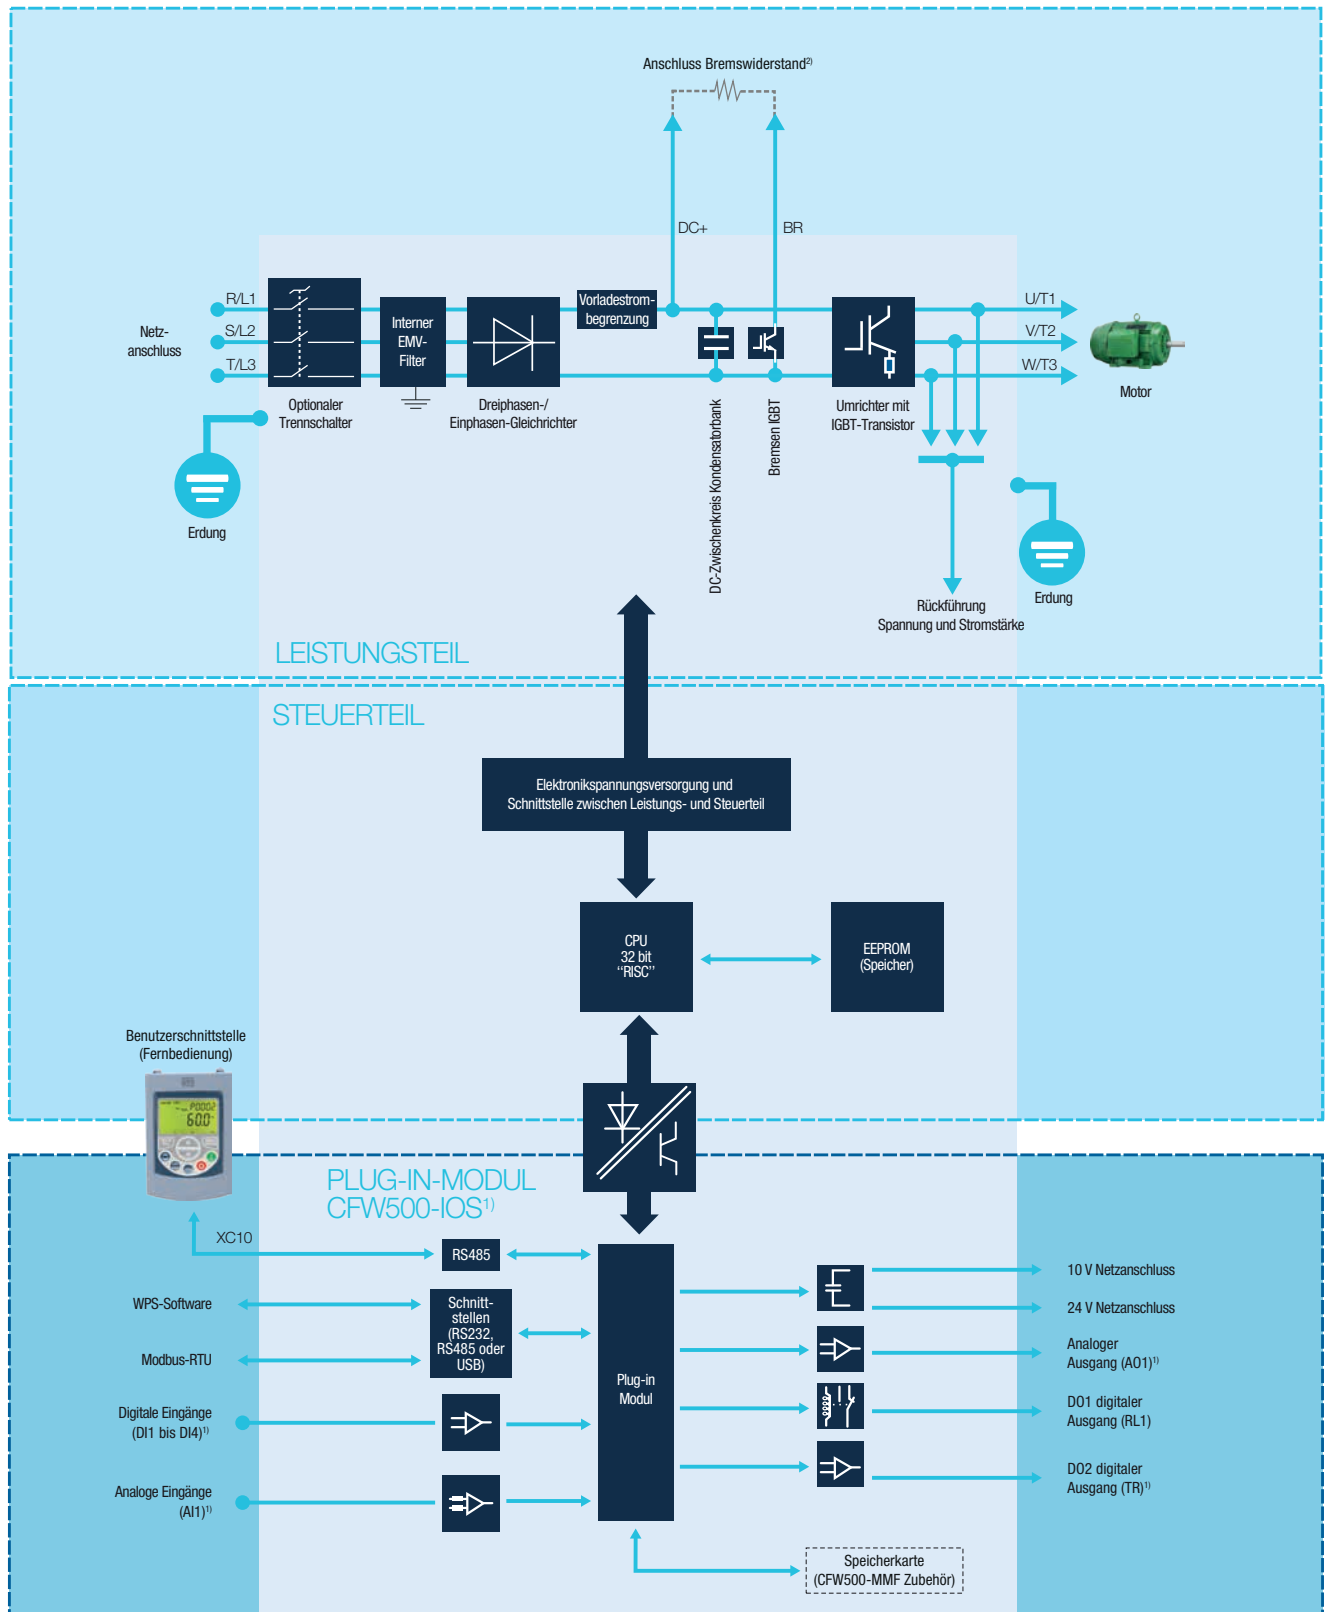 Anschluss Bremswiderstand²⁾
DC+
BR
R/L1
S/L2
T/L3
Netz-
anschluss
Optionaler
Trennschalter
Interner
EMV-
Filter
Dreiphasen-/
Einphasen-Gleichrichter
Vorladestrom-
begrenzung
DC-Zwischenkreis Kondensatorbank
Bremsen IGBT
Umrichter mit
IGBT-Transistor
U/T1
V/T2
W/T3
Motor
Erdung
Rückführung
Spannung und Stromstärke
Erdung
LEISTUNGSTEIL
STEUERTEIL
Elektronikspannungsversorgung und
Schnittstelle zwischen Leistungs- und Steuerteil
CPU
32 bit
“RISC”
EEPROM
(Speicher)
Benutzerschnittstelle
(Fernbedienung)
P0002
60.0
PLUG-IN-MODUL
CFW500-IOS¹⁾
XC10
RS485
WPS-Software
Modbus-RTU
Schnitt-
stellen
(RS232,
RS485 oder
USB)
Digitale Eingänge
(DI1 bis DI4)¹⁾
Analoge Eingänge
(AI1)¹⁾
Plug-in
Modul
10 V Netzanschluss
24 V Netzanschluss
Analoger
Ausgang (AO1)¹⁾
DO1 digitaler
Ausgang (RL1)
DO2 digitaler
Ausgang (TR)¹⁾
Speicherkarte
(CFW500-MMF Zubehör)